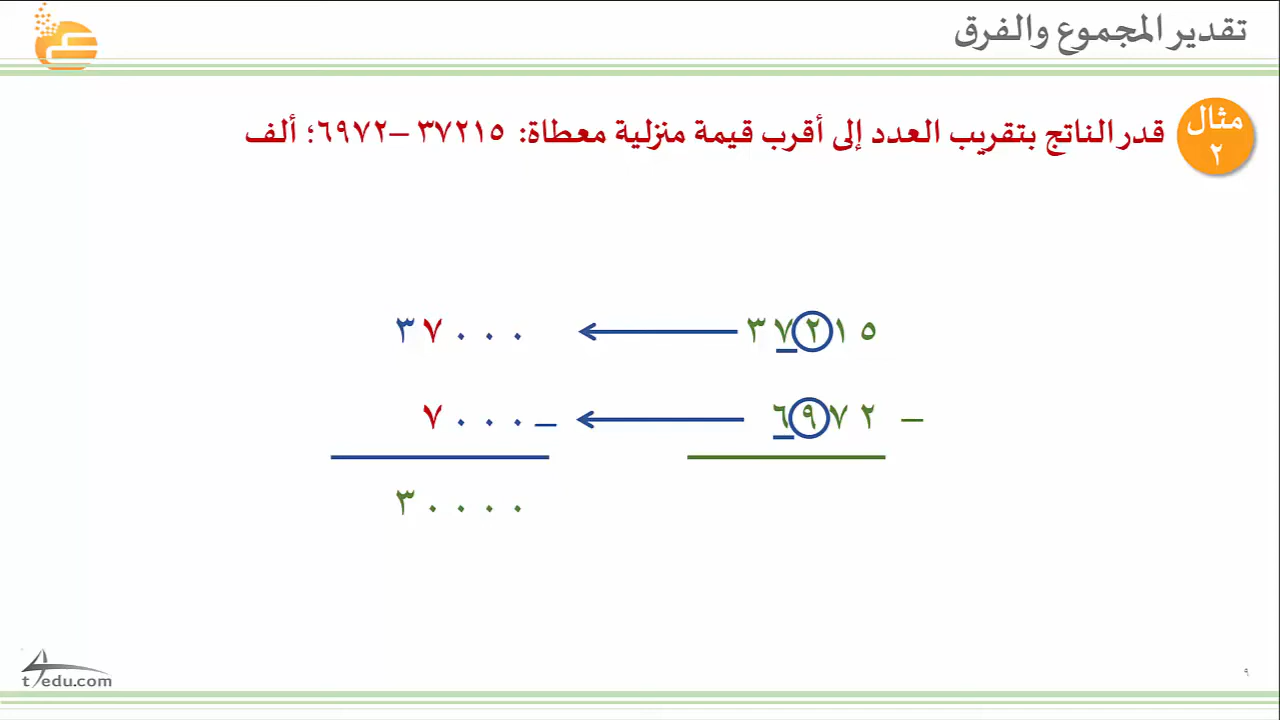 تقدير المجموع والفرق
مثال
٢
قدر الناتج بتقريب العدد إلى أقرب قيمة منزلية معطاة: ٣٧٢١٥ – ٦٩٧٢؛ ألف
٣٧٢١٥ ← ٣٧٠٠٠
– ٦٩٧٢ ← – ٧٠٠٠
٣٠٠٠٠
t4edu.com
٩